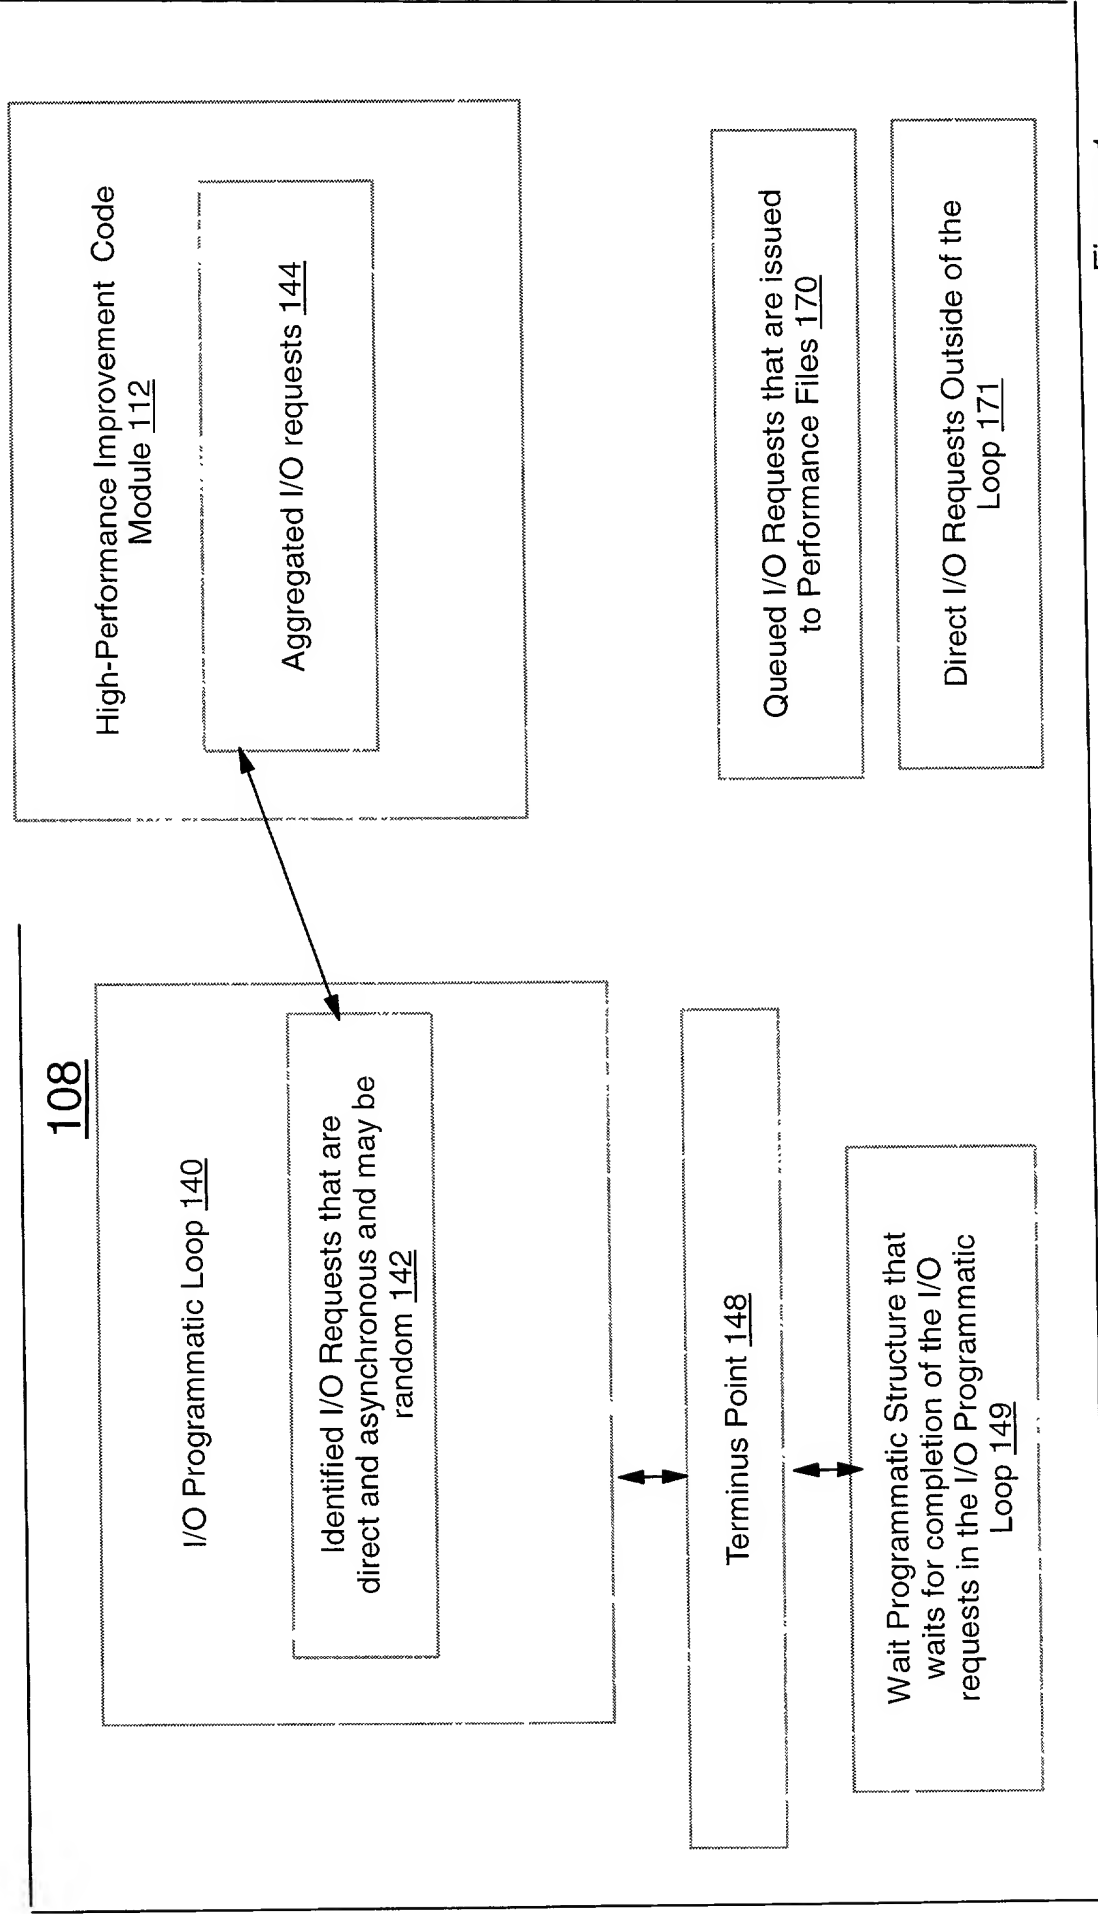 108
I/O Programmatic Loop 140
Identified I/O Requests that are
direct and asynchronous and may be
random 142
Terminus Point 148
Wait Programmatic Structure that
waits for completion of the I/O
requests in the I/O Programmatic
Loop 149
High-Performance Improvement Code
Module 112
Aggregated I/O requests 144
Queued I/O Requests that are issued
to Performance Files 170
Direct I/O Requests Outside of the
Loop 171